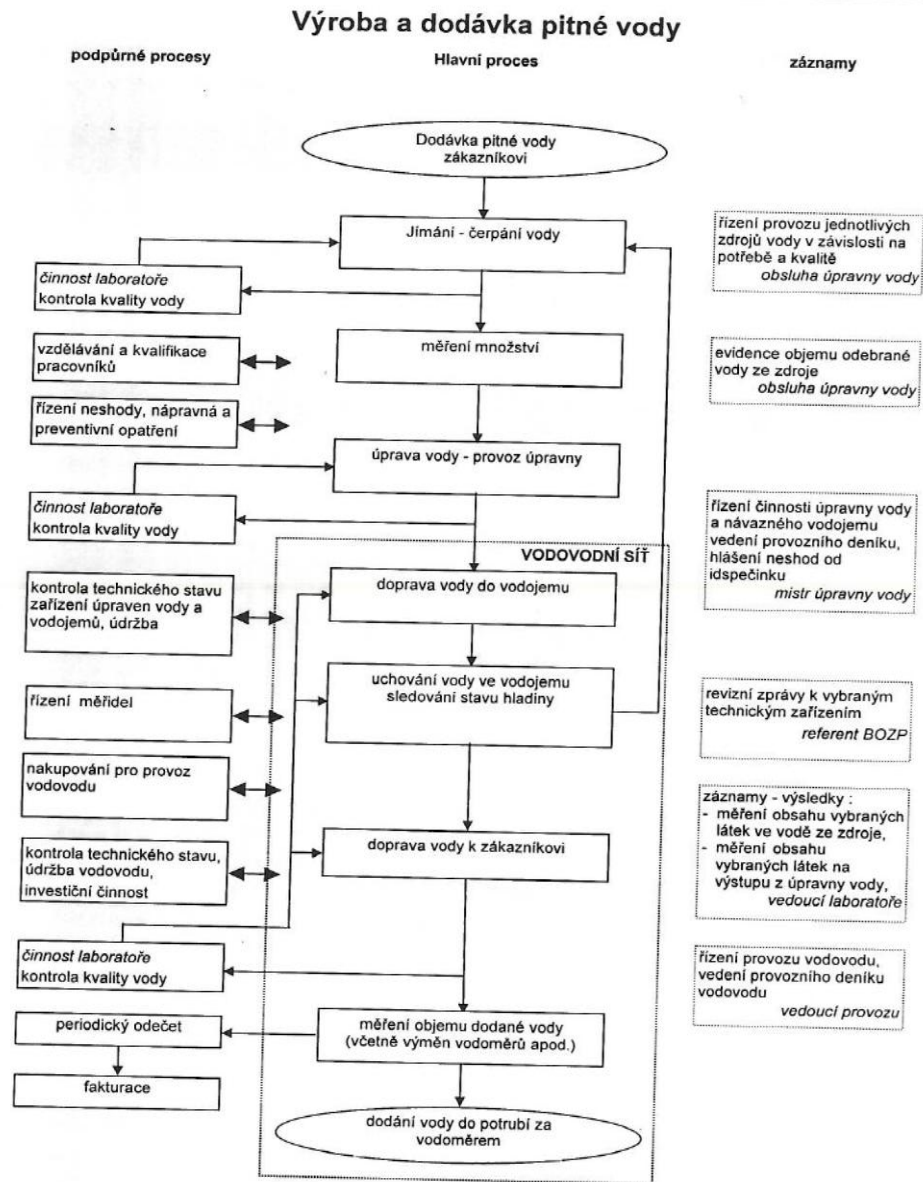 Výroba a dodávka pitné vody
podpůrné procesy
Hlavní proces
záznamy
Dodávka pitné vody
zákazníkovi
Jímání - čerpání vody
řízení provozu jednotlivých
zdrojů vody v závislosti na
potřebě a kvalitě
obsluha úpravny vody
činnost laboratoře
kontrola kvality vody
vzdělávání a kvalifikace
pracovníků
měření množství
evidence objemu odebrané
vody ze zdroje
obsluha úpravny vody
řízení neshody, nápravná a
preventivní opatření
úprava vody - provoz úpravny
činnost laboratoře
kontrola kvality vody
řízení činnosti úpravny vody
a návazného vodojemu
vedení provozního deníku,
hlášení neshod od
idspečinku
mistr úpravny vody
VODOVODNÍ SÍŤ
kontrola technického stavu
zařízení úpraven vody a
vodojemů, údržba
doprava vody do vodojemu
uchování vody ve vodojemu
sledování stavu hladiny
řízení měřidel
revizní zprávy k vybraným
technickým zařízením
referent BOZP
nakupování pro provoz
vodovodu
záznamy - výsledky :
- měření obsahu vybraných
látek ve vodě ze zdroje,
- měření obsahu
vybraných látek na
výstupu z úpravny vody,
vedoucí laboratoře
kontrola technického stavu,
údržba vodovodu,
investiční činnost
doprava vody k zákazníkovi
činnost laboratoře
kontrola kvality vody
řízení provozu vodovodu,
vedení provozního deníku
vodovodu
vedoucí provozu
periodický odečet
měření objemu dodané vody
(včetně výměn vodoměrů apod.)
fakturace
dodání vody do potrubí za
vodoměrem